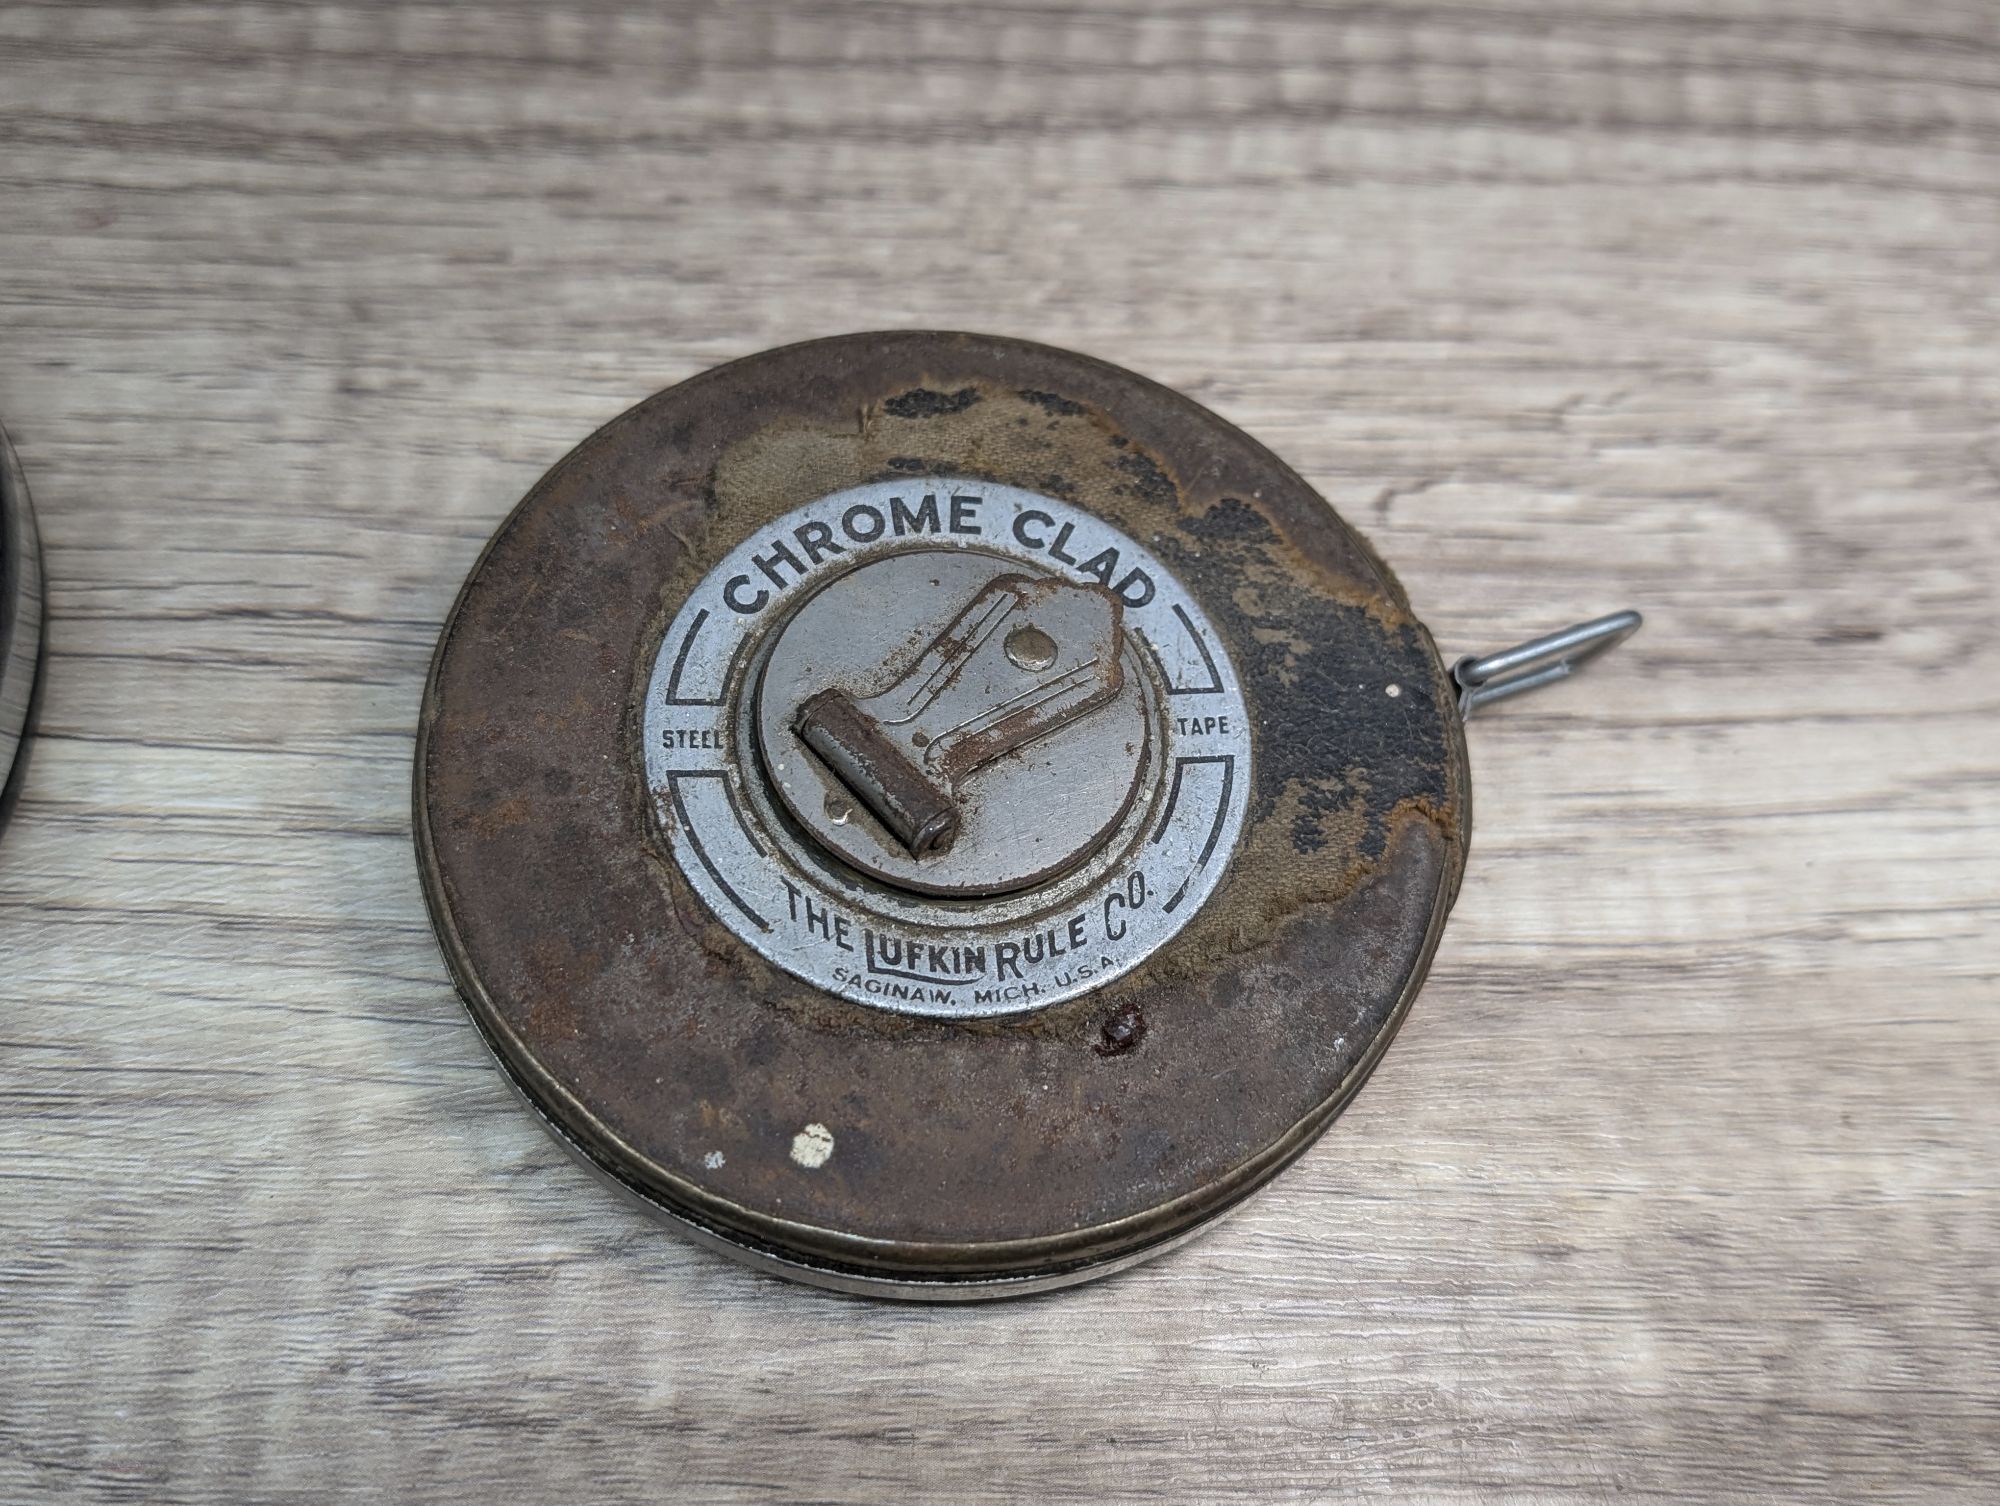 CHROME CLAD
STEEL TAPE
THE LUFKIN RULE CO.
SAGINAW, MICH. U.S.A.